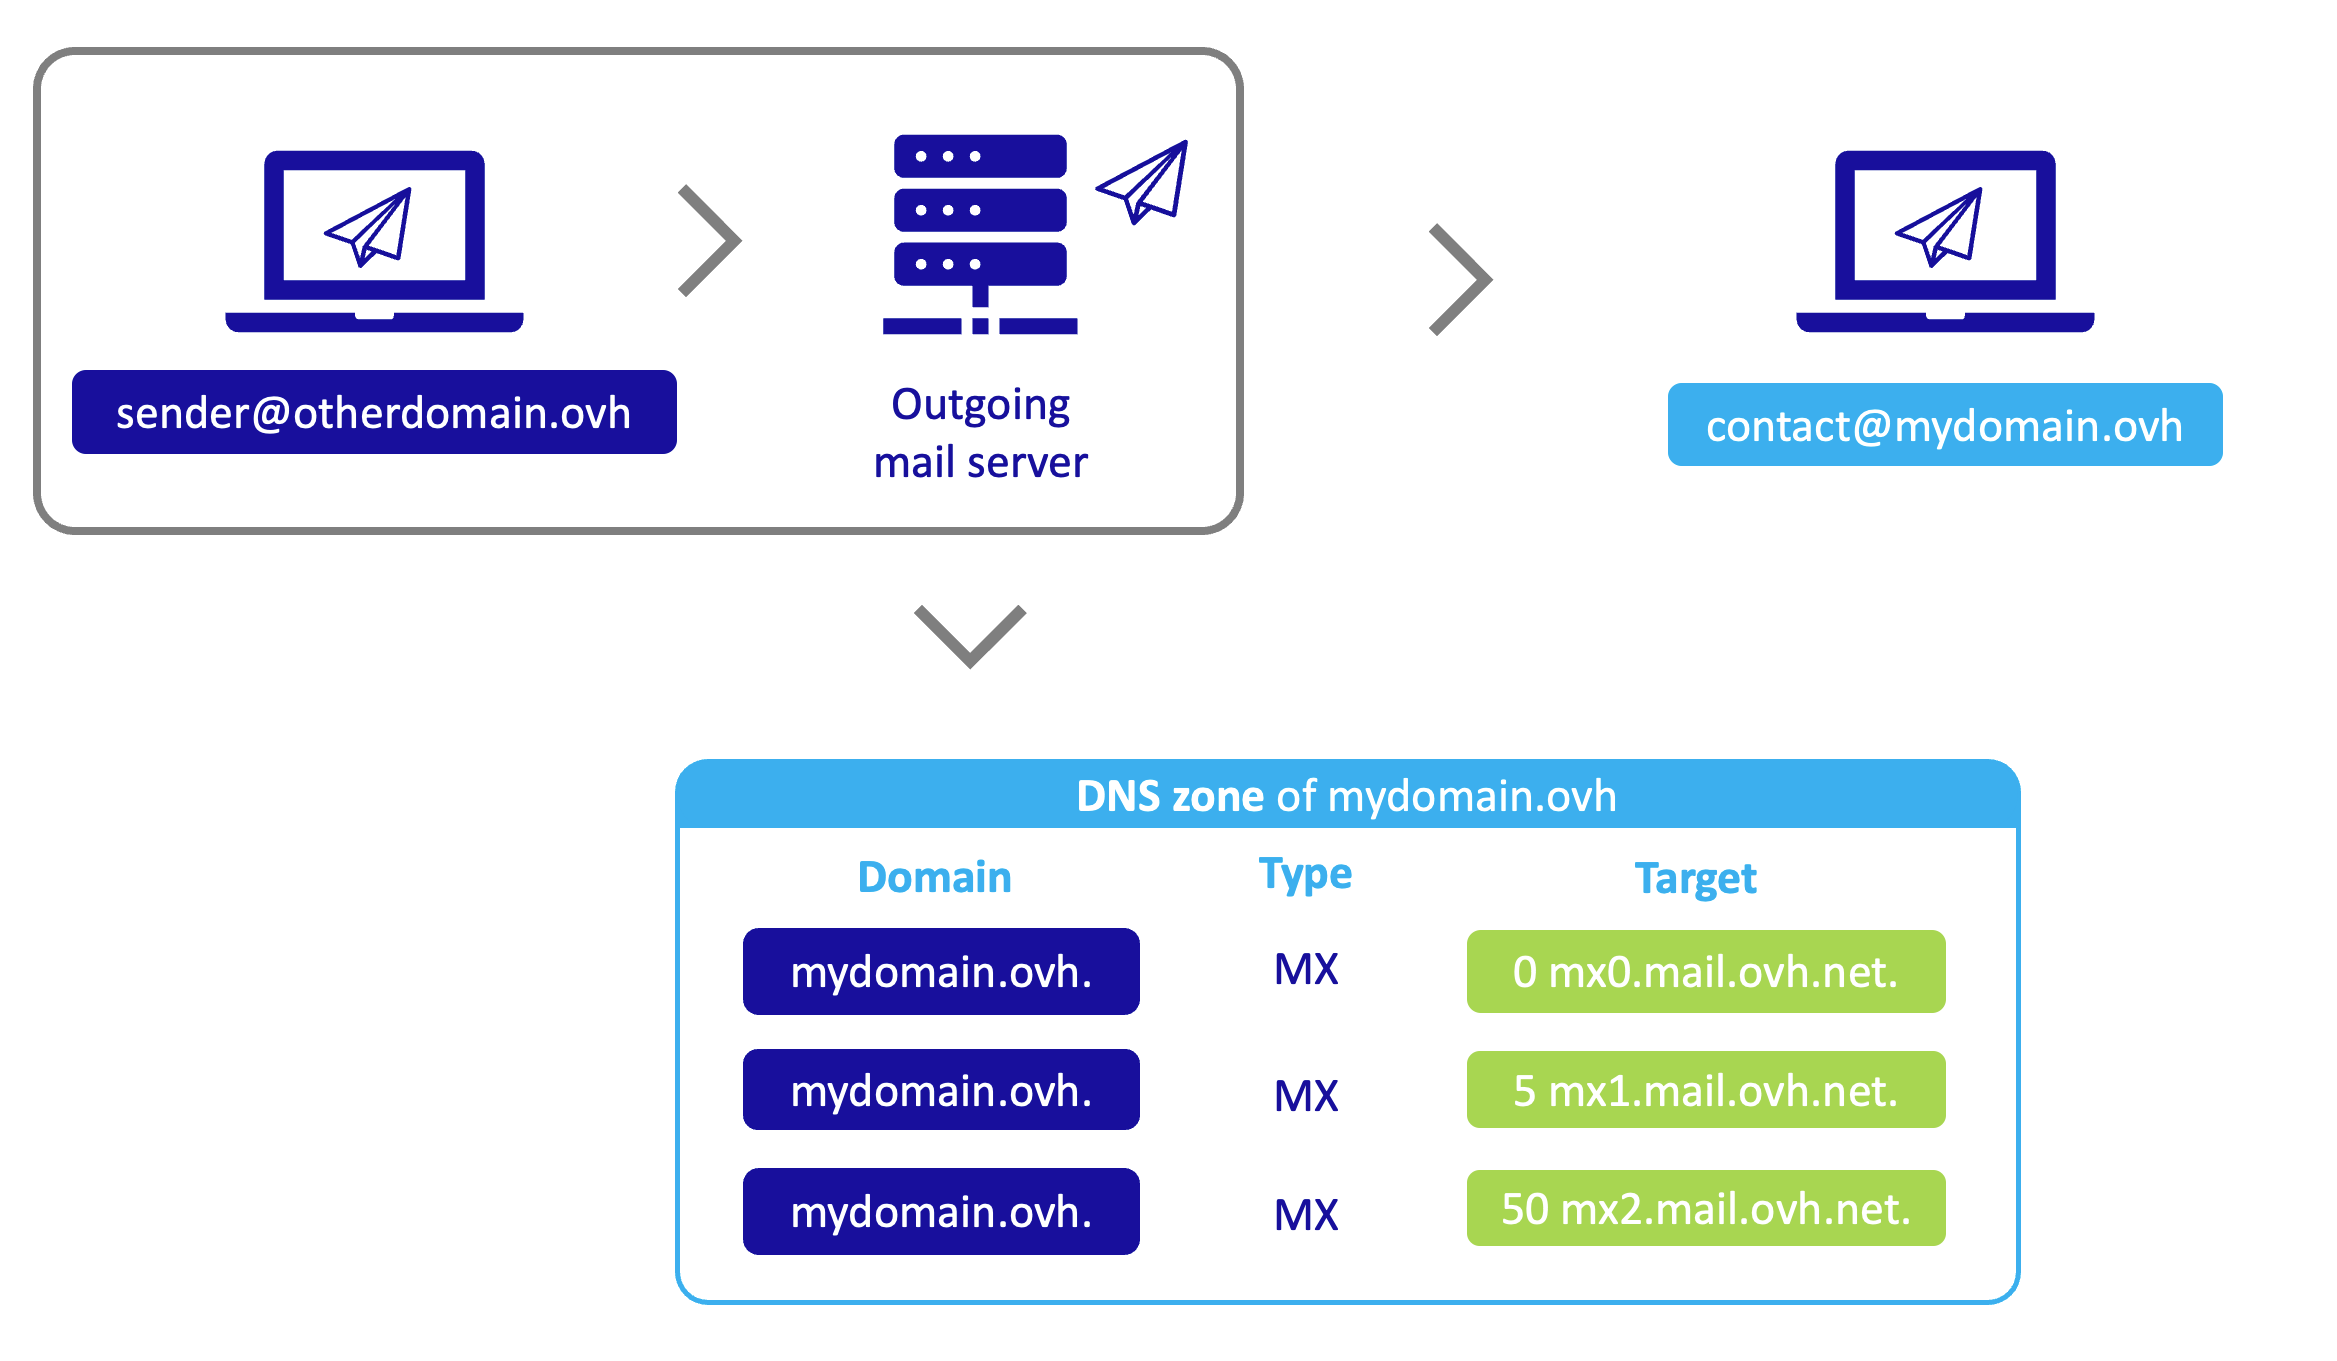 sender@otherdomain.ovh
Outgoing
mail server
contact@mydomain.ovh
DNS zone of mydomain.ovh
Domain Type Target
mydomain.ovh. MX 0 mx0.mail.ovh.net.
mydomain.ovh. MX 5 mx1.mail.ovh.net.
mydomain.ovh. MX 50 mx2.mail.ovh.net.